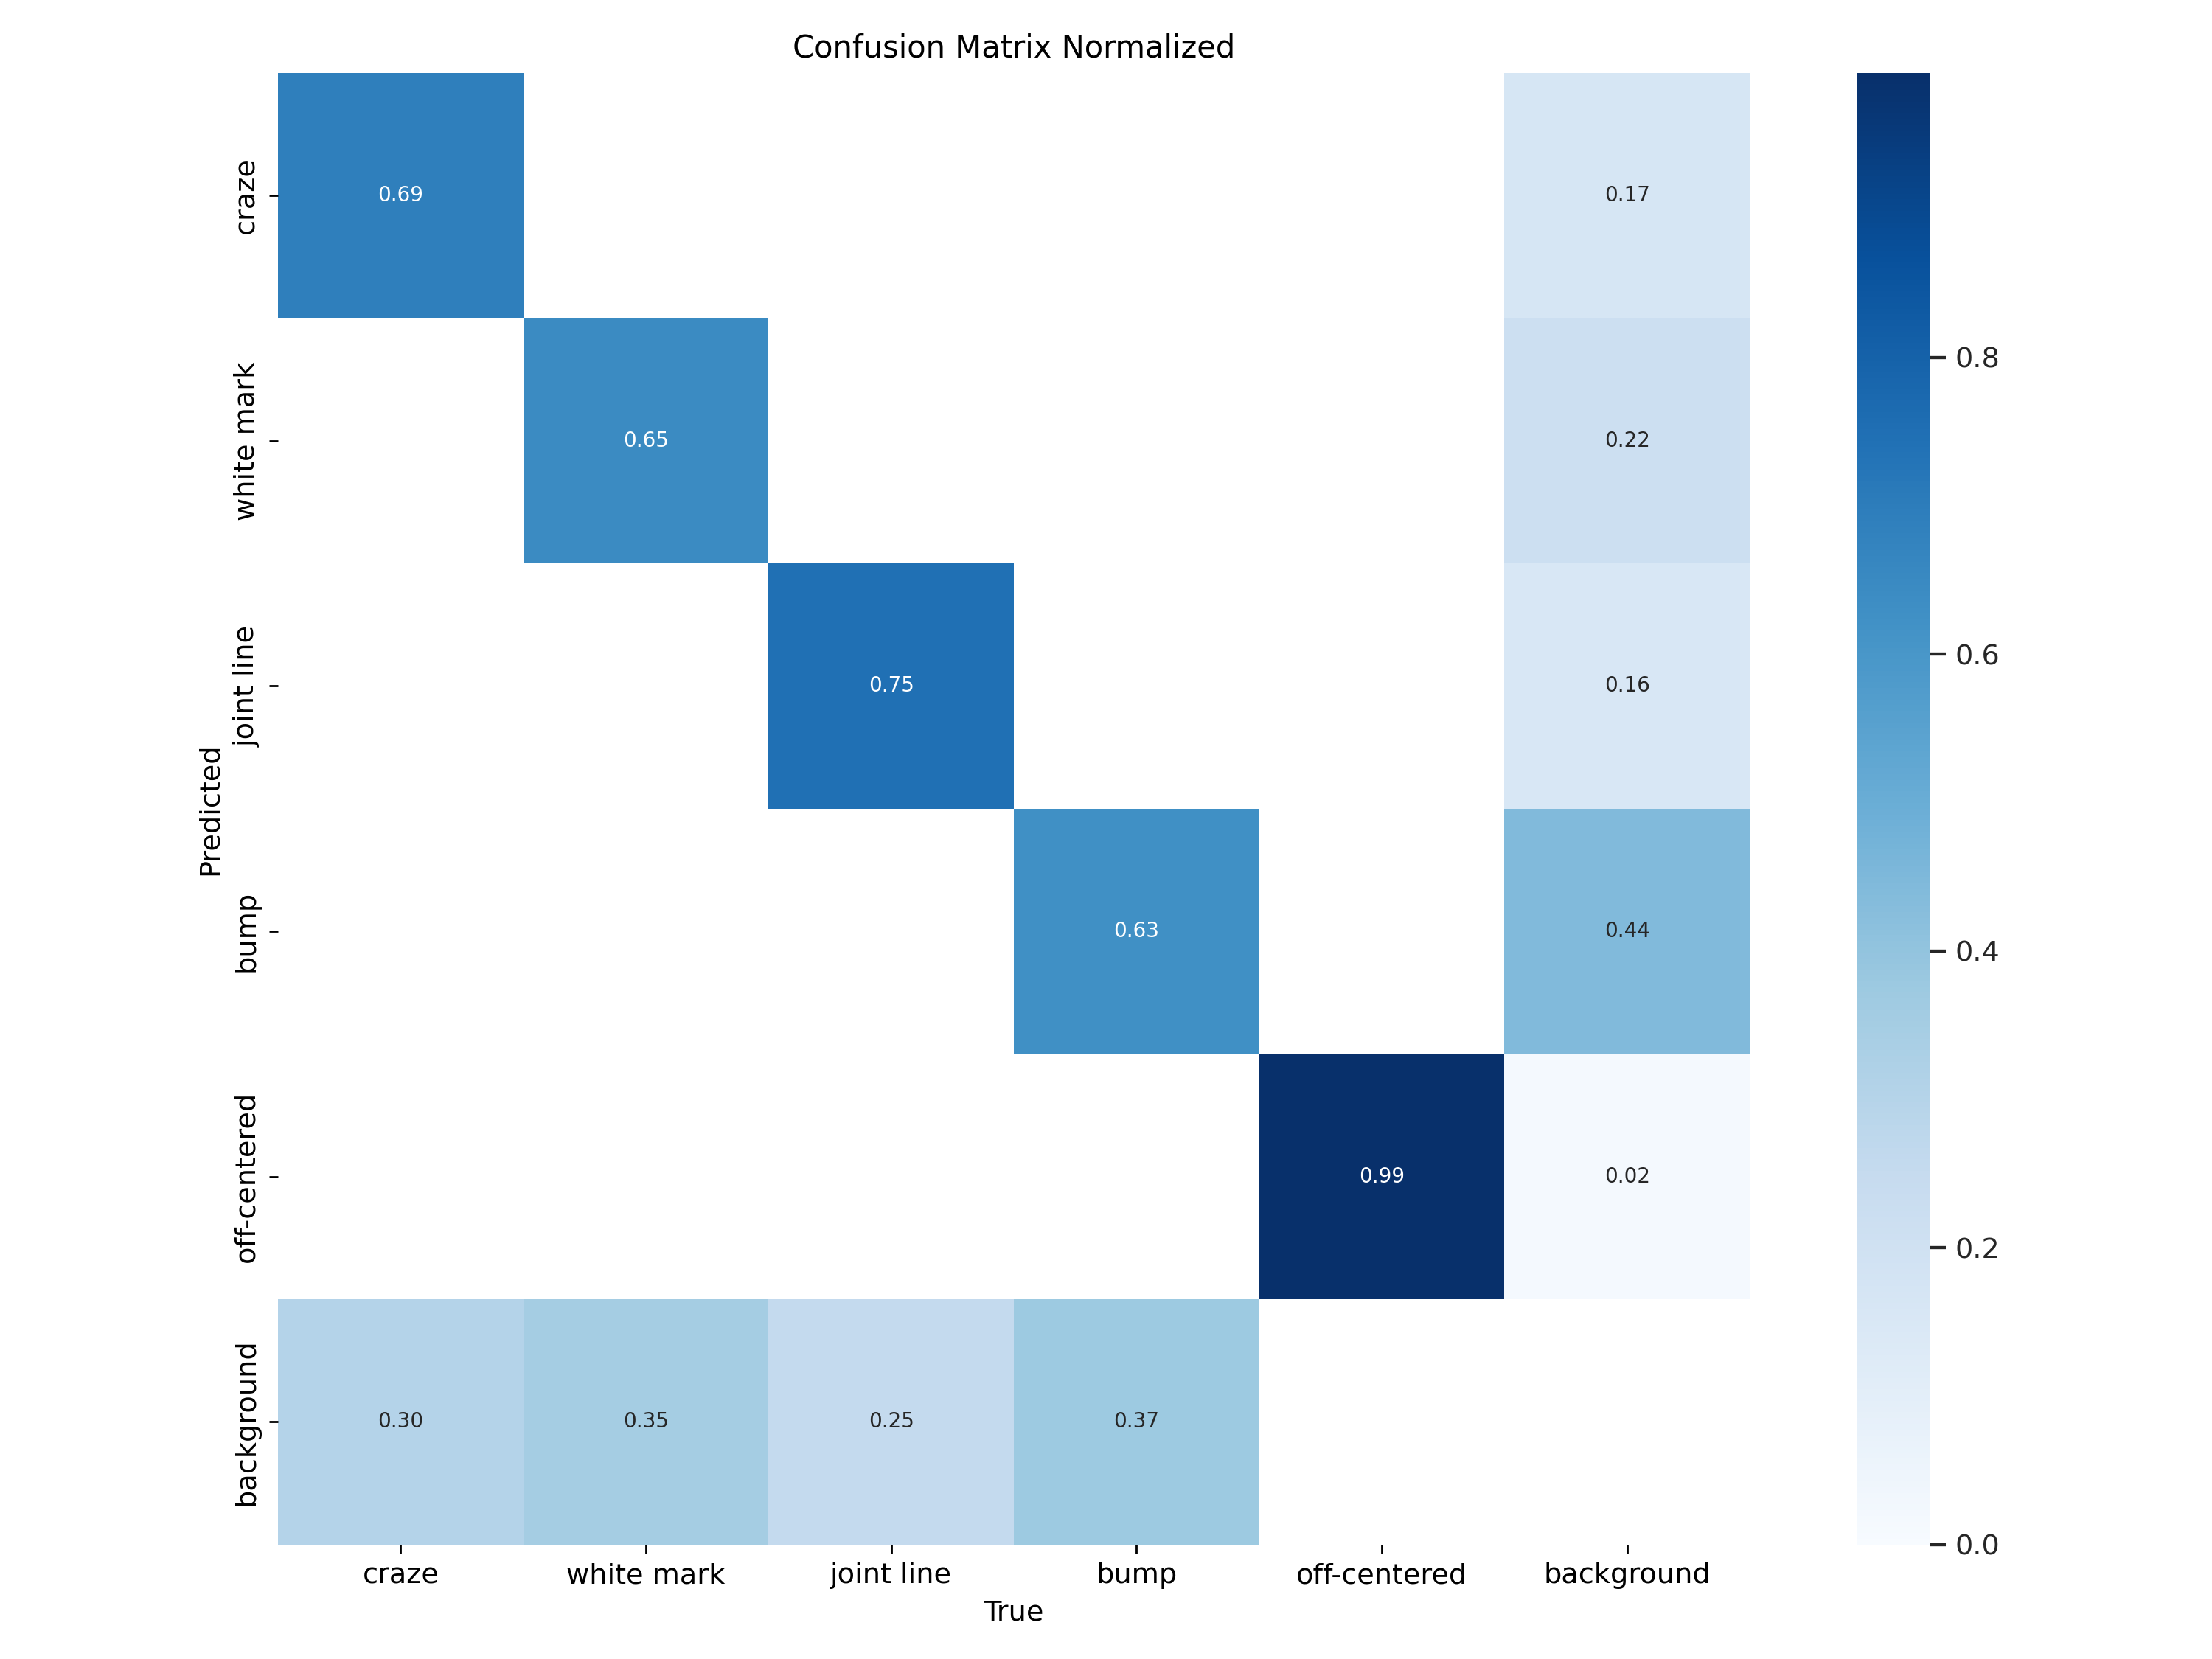 Confusion Matrix Normalized
craze
0.69
0.17
0.8
white mark
0.65
0.22
joint line
0.75
0.16
0.6
Predicted
bump
0.63
0.44
0.4
off-centered
0.99
0.02
0.2
background
0.30
0.35
0.25
0.37
0.0
craze
white mark
joint line
bump
off-centered
background
True